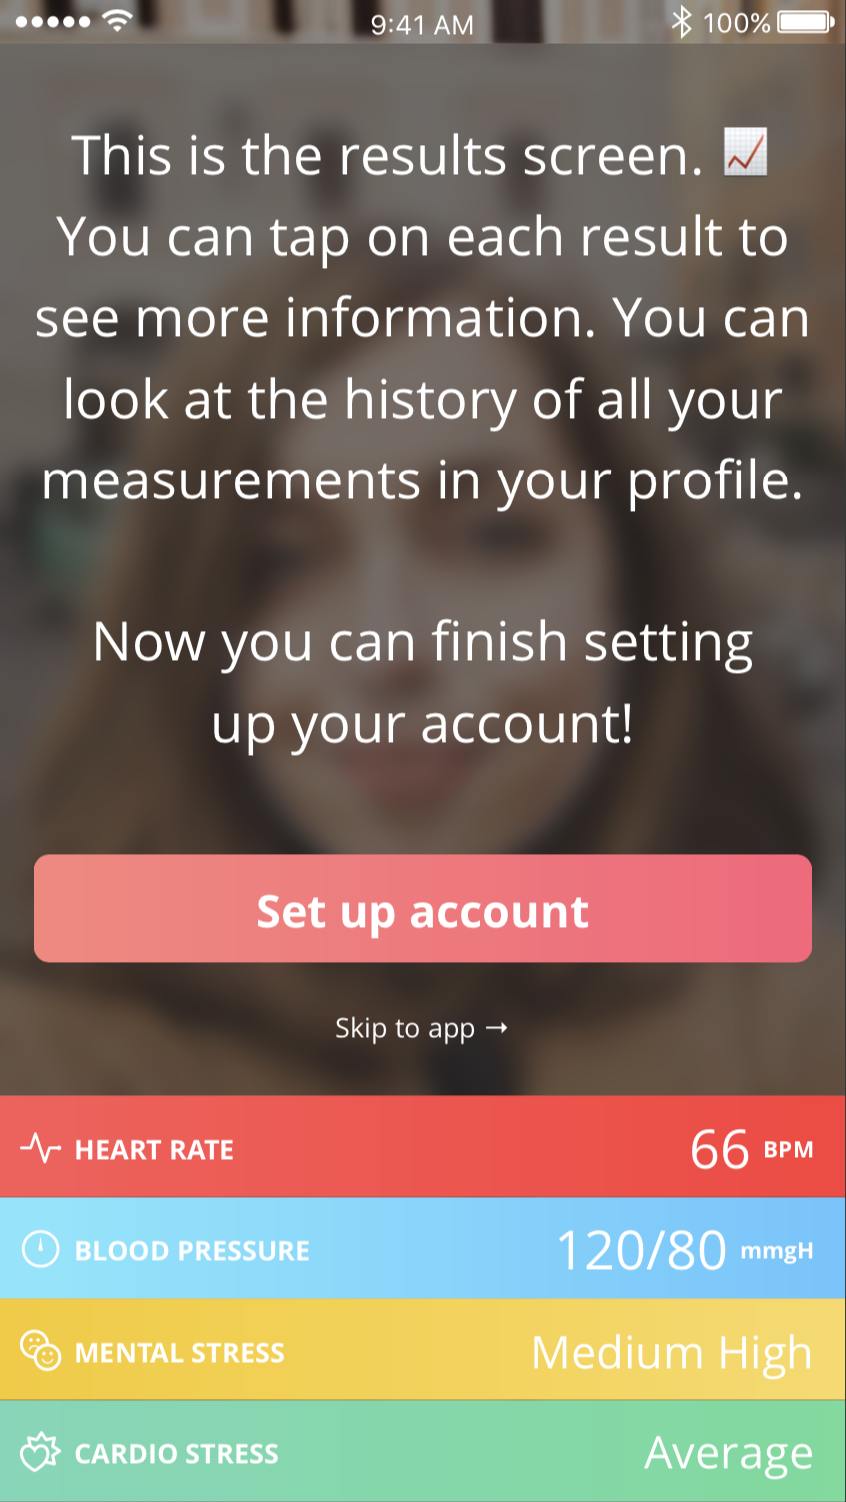 9:41 AM 100%
This is the results screen. 📈
You can tap on each result to
see more information. You can
look at the history of all your
measurements in your profile.
Now you can finish setting
up your account!
Set up account
Skip to app →
HEART RATE 66 BPM
BLOOD PRESSURE 120/80 mmgH
MENTAL STRESS Medium High
CARDIO STRESS Average